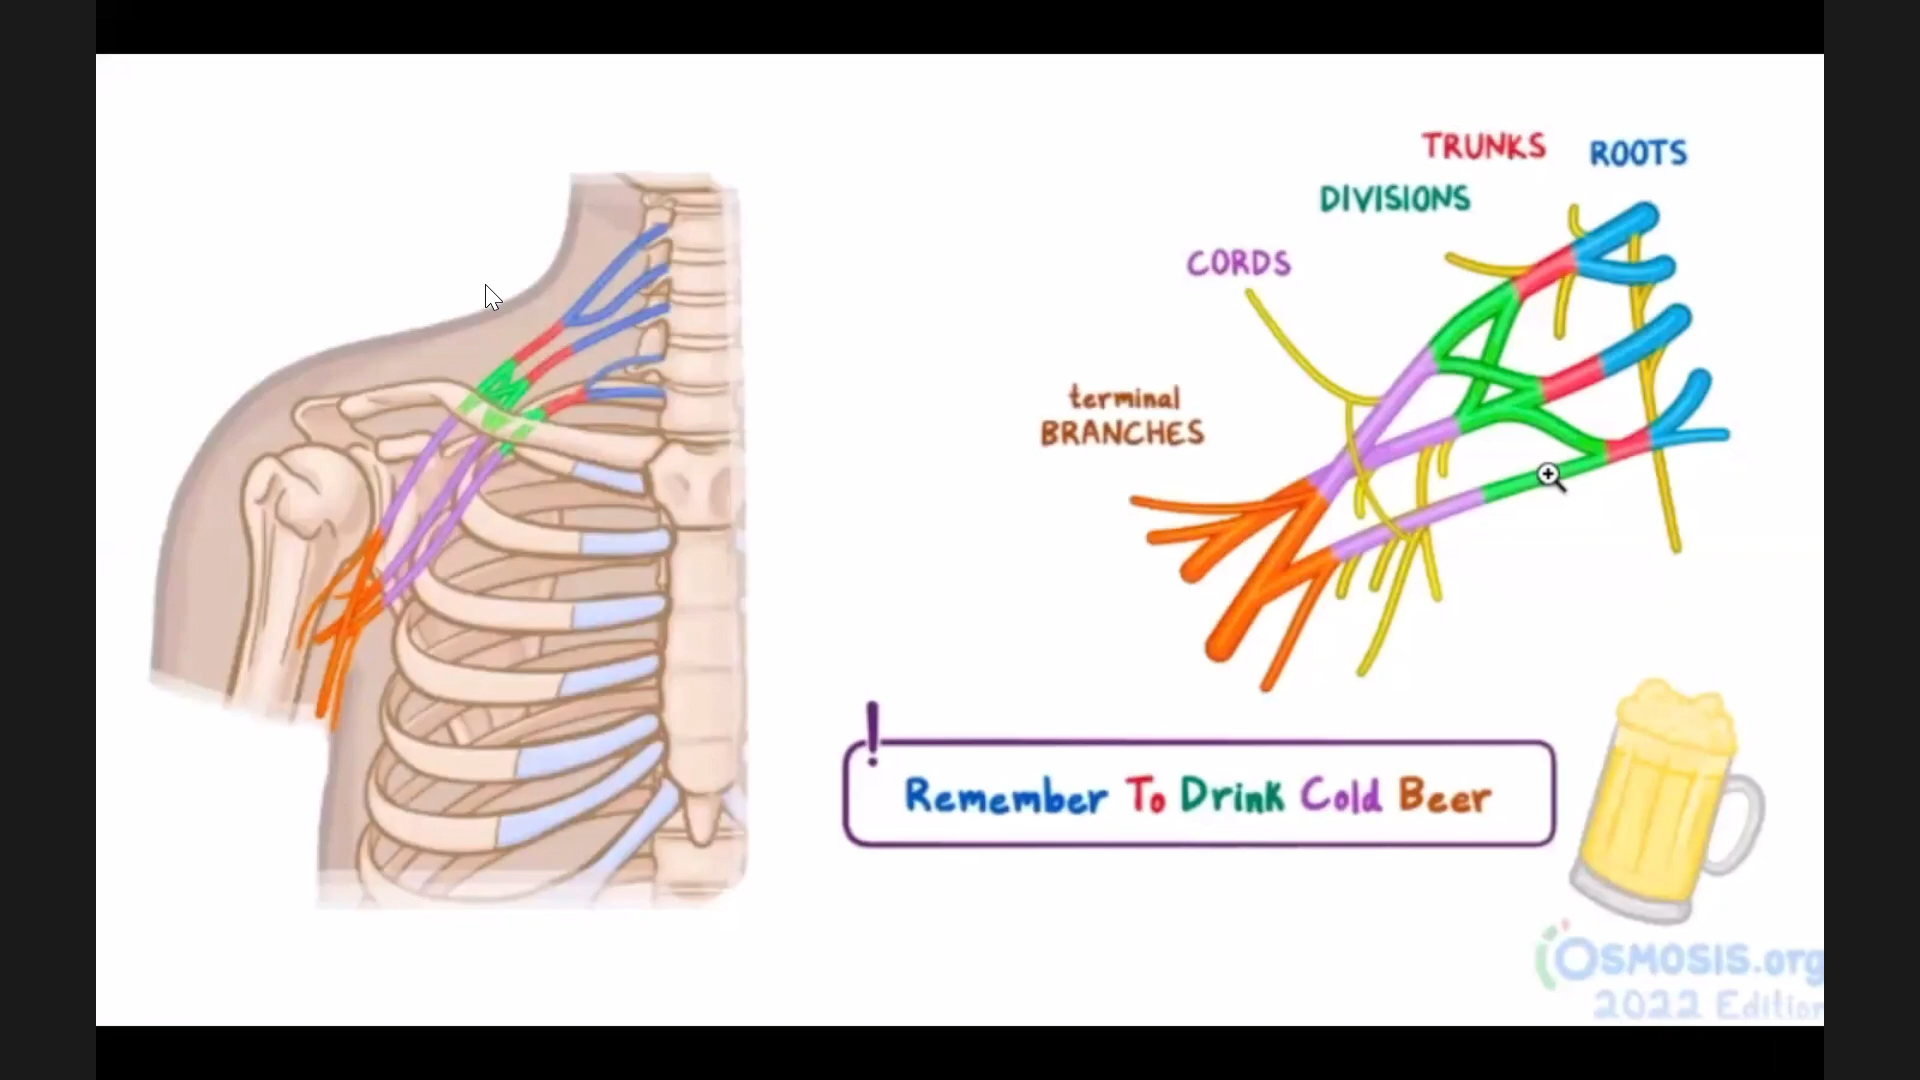 TRUNKS ROOTS
DIVISIONS
CORDS
terminal
BRANCHES
!
Remember To Drink Cold Beer
OSMOSIS.org
2022 Edition